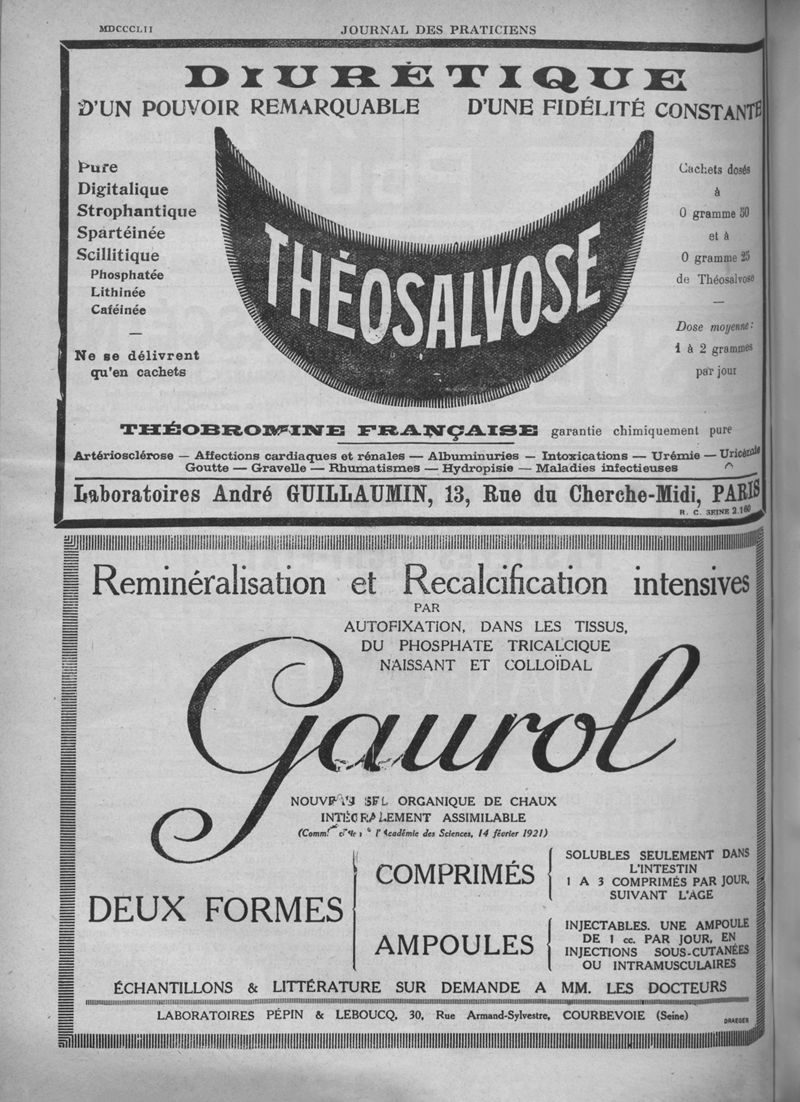 MDCCCLII
JOURNAL DES PRATICIENS
DIURÉTIQUE
D'UN POUVOIR REMARQUABLE D'UNE FIDÉLITÉ CONSTANTE
Pure
Digitalique
Strophantique
Spartéinée
Scillitique
Phosphatée
Lithinée
Caféinée
—
Ne se délivrent
qu'en cachets
THÉOSALVOSE
Cachets dosés
à
0 gramme 50
et à
0 gramme 25
de Théosalvose
—
Dose moyenne:
1 à 2 grammes
par jour
THÉOBROMINE FRANÇAISE garantie chimiquement pure
Artériosclérose — Affections cardiaques et rénales — Albuminuries — Intoxications — Urémie — Uricémie
Goutte — Gravelle — Rhumatismes — Hydropisie — Maladies infectieuses
Laboratoires André GUILLAUMIN, 13, Rue du Cherche-Midi, PARIS
R. C. SEINE 2.160
Reminéralisation et Recalcification intensives
PAR
AUTOFIXATION, DANS LES TISSUS,
DU PHOSPHATE TRICALCIQUE
NAISSANT ET COLLOÏDAL
Gaurol
NOUVEAU SEL ORGANIQUE DE CHAUX
INTÉGRALEMENT ASSIMILABLE
l'Académie des Sciences, 14 février 1921)
DEUX FORMES
COMPRIMÉS
SOLUBLES SEULEMENT DANS
L'INTESTIN
1 A 3 COMPRIMÉS PAR JOUR,
SUIVANT L'ÂGE
AMPOULES
INJECTABLES. UNE AMPOULE
DE 1 cc. PAR JOUR, EN
INJECTIONS SOUS-CUTANÉES
OU INTRAMUSCULAIRES
ÉCHANTILLONS & LITTÉRATURE SUR DEMANDE A MM. LES DOCTEURS
LABORATOIRES PÉPIN & LEBOUCQ, 30, Rue Armand-Sylvestre, COURBEVOIE (Seine)
DRAEGER